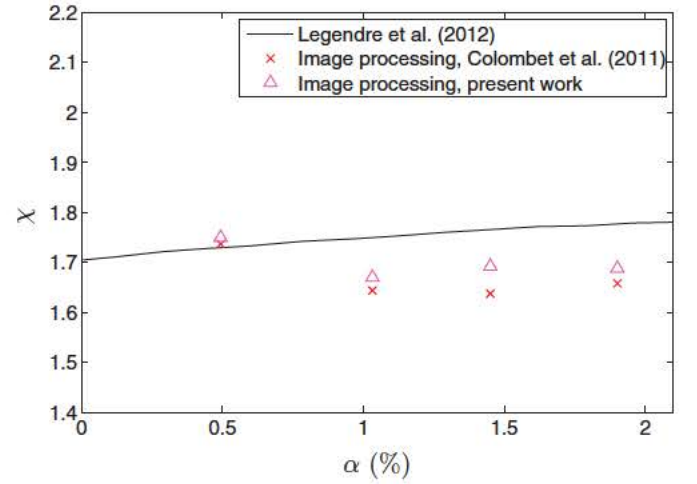 2.2
2.1
2
1.9
1.8
1.7
1.6
1.5
1.4
χ
Legendre et al. (2012)
Image processing, Colombet et al. (2011)
Image processing, present work
0 0.5 1 1.5 2
α (%)